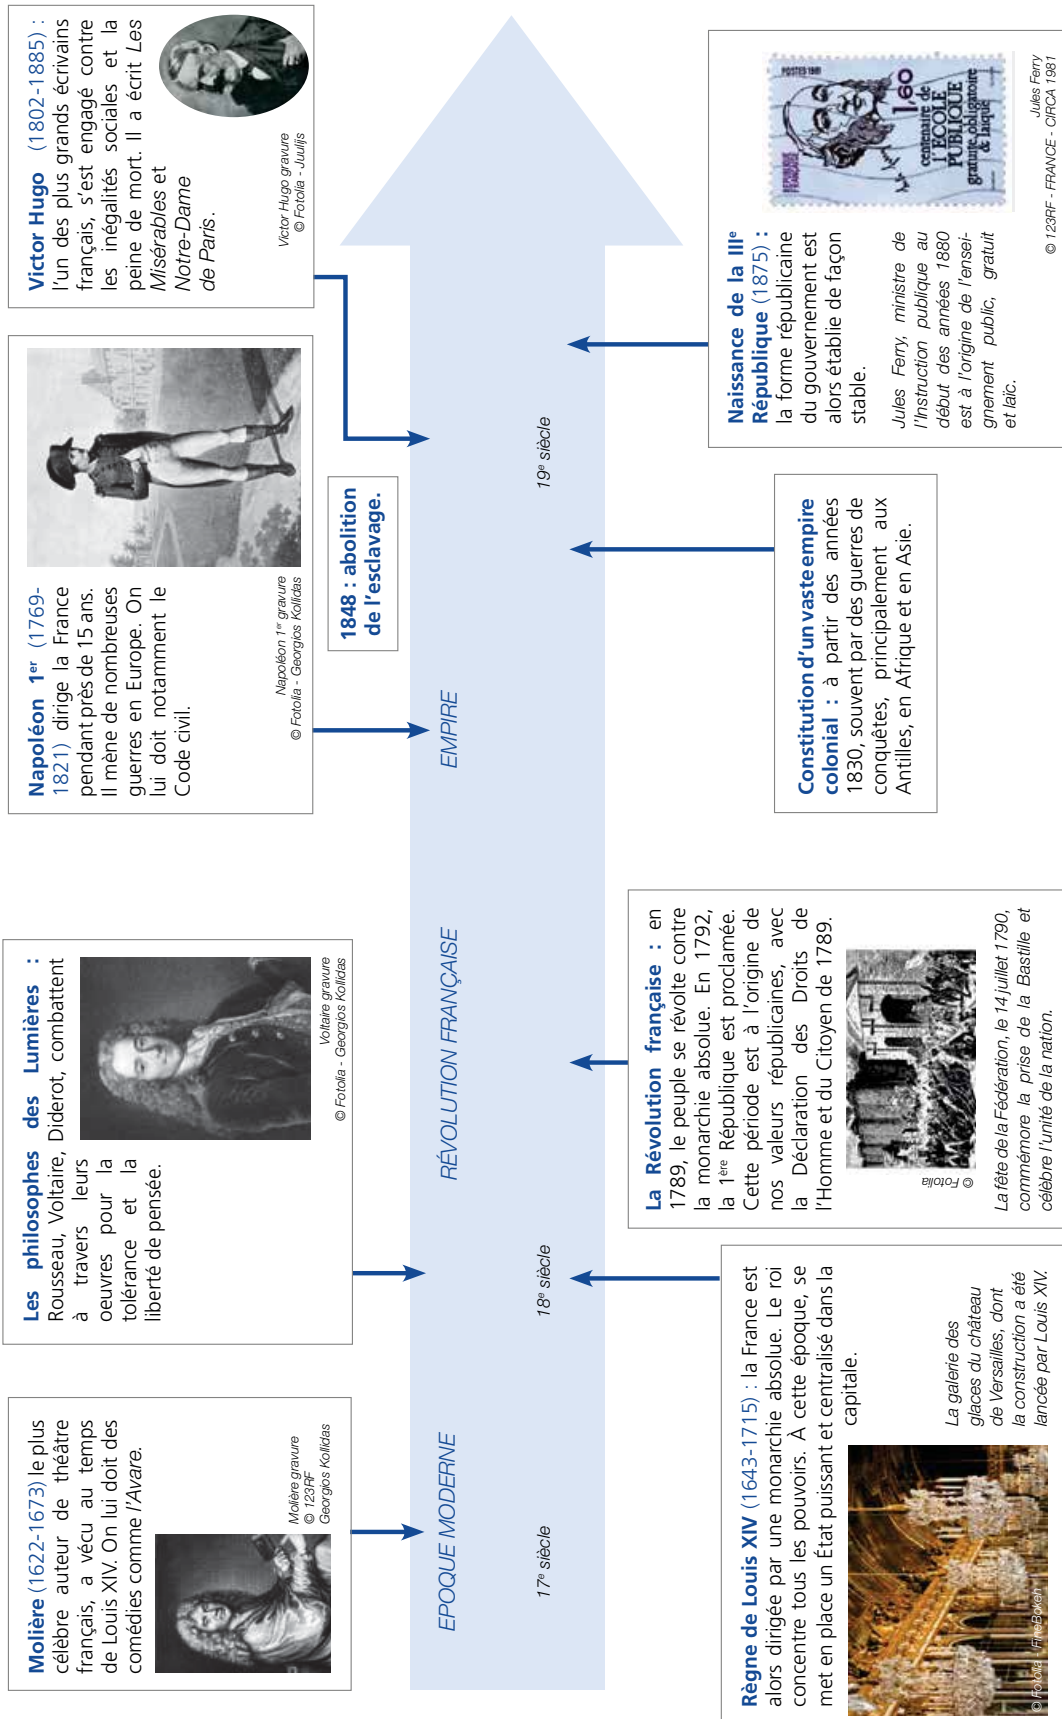 Molière (1622-1673) le plus
célèbre auteur de théâtre
français, a vécu au temps
de Louis XIV. On lui doit des
comédies comme l'Avare.
Molière gravure
© 123RF
Georgios Kollidas
Les philosophes des Lumières :
Rousseau, Voltaire, Diderot, combattent
à travers leurs
oeuvres pour la
tolérance et la
liberté de pensée.
Voltaire gravure
© Fotolia - Georgios Kollidas
Napoléon 1er (1769-
1821) dirige la France
pendant près de 15 ans.
Il mène de nombreuses
guerres en Europe. On
lui doit notamment le
Code civil.
Napoléon 1er gravure
© Fotolia - Georgios Kollidas
1848 : abolition
de l'esclavage.
Victor Hugo (1802-1885) :
l'un des plus grands écrivains
français, s'est engagé contre
les inégalités sociales et la
peine de mort. Il a écrit Les
Misérables et
Notre-Dame
de Paris.
Victor Hugo gravure
© Fotolia - Juulijs
EPOQUE MODERNE
RÉVOLUTION FRANÇAISE
EMPIRE
17e siècle
18e siècle
19e siècle
Règne de Louis XIV (1643-1715) : la France est
alors dirigée par une monarchie absolue. Le roi
concentre tous les pouvoirs. À cette époque, se
met en place un État puissant et centralisé dans la
capitale.
© Fotolia - FineBokeh
La galerie des
glaces du château
de Versailles, dont
la construction a été
lancée par Louis XIV.
La Révolution française : en
1789, le peuple se révolte contre
la monarchie absolue. En 1792,
la 1ère République est proclamée.
Cette période est à l'origine de
nos valeurs républicaines, avec
la Déclaration des Droits de
l'Homme et du Citoyen de 1789.
© Fotolia
La fête de la Fédération, le 14 juillet 1790,
commémore la prise de la Bastille et
célèbre l'unité de la nation.
Constitution d'un vaste empire
colonial : à partir des années
1830, souvent par des guerres de
conquêtes, principalement aux
Antilles, en Afrique et en Asie.
Naissance de la IIIe
République (1875) :
la forme républicaine
du gouvernement est
alors établie de façon
stable.
Jules Ferry, ministre de
l'Instruction publique au
début des années 1880
est à l'origine de l'ensei-
gnement public, gratuit
et laïc.
POSTES 1981
1,60
centenaire de
l'ECOLE
PUBLIQUE
gratuite, obligatoire
& laïque
Jules Ferry
© 123RF - FRANCE - CIRCA 1981